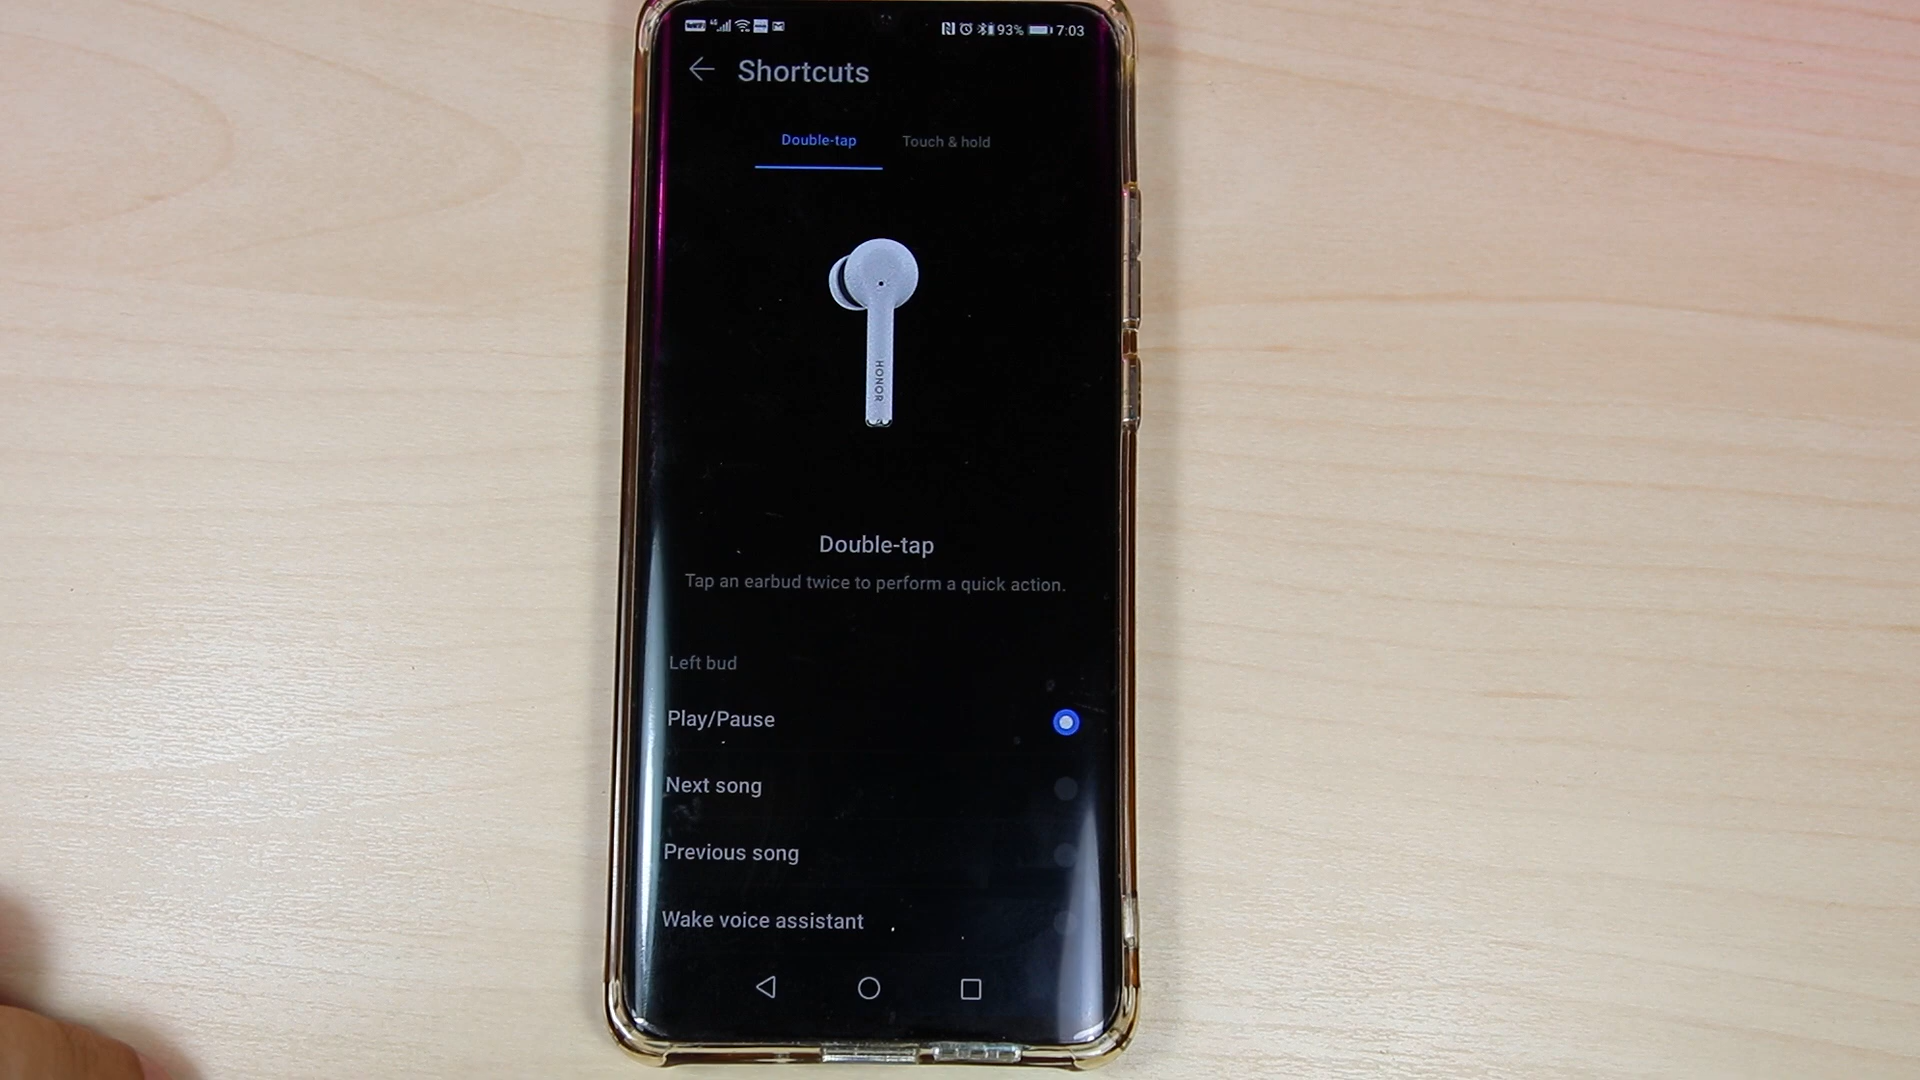 93% 7:03
Shortcuts
Double-tap Touch & hold
HONOR
Double-tap
Tap an earbud twice to perform a quick action.
Left bud
Play/Pause
Next song
Previous song
Wake voice assistant